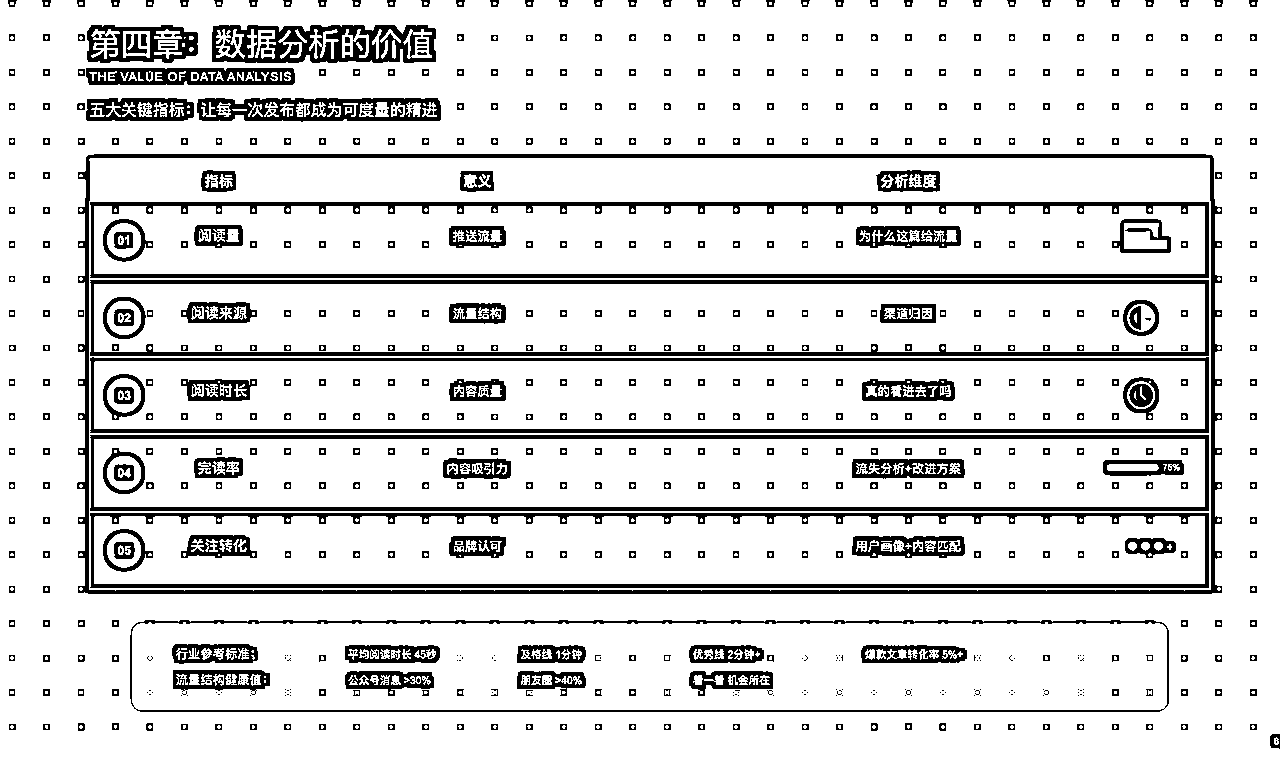 第四章：数据分析的价值
THE VALUE OF DATA ANALYSIS
五大关键指标：让每一次发布都成为可度量的精进
指标 意义 分析维度
01 阅读量 推送流量 为什么这算给流量
02 阅读来源 流量结构 渠道归因
03 阅读时长 内容质量 真的看进去了吗
04 完读率 内容吸引力 流失分析+改进方案 75%
05 关注转化 品牌认可 用户画像+内容匹配
行业参考标准： 平均阅读时长 45秒 及格线 1分钟 优秀线 2分钟+ 爆款文章转化率 5%+
流量结构健康值： 公众号消息 >30% 朋友圈 >40% 看一看 机会所在
6